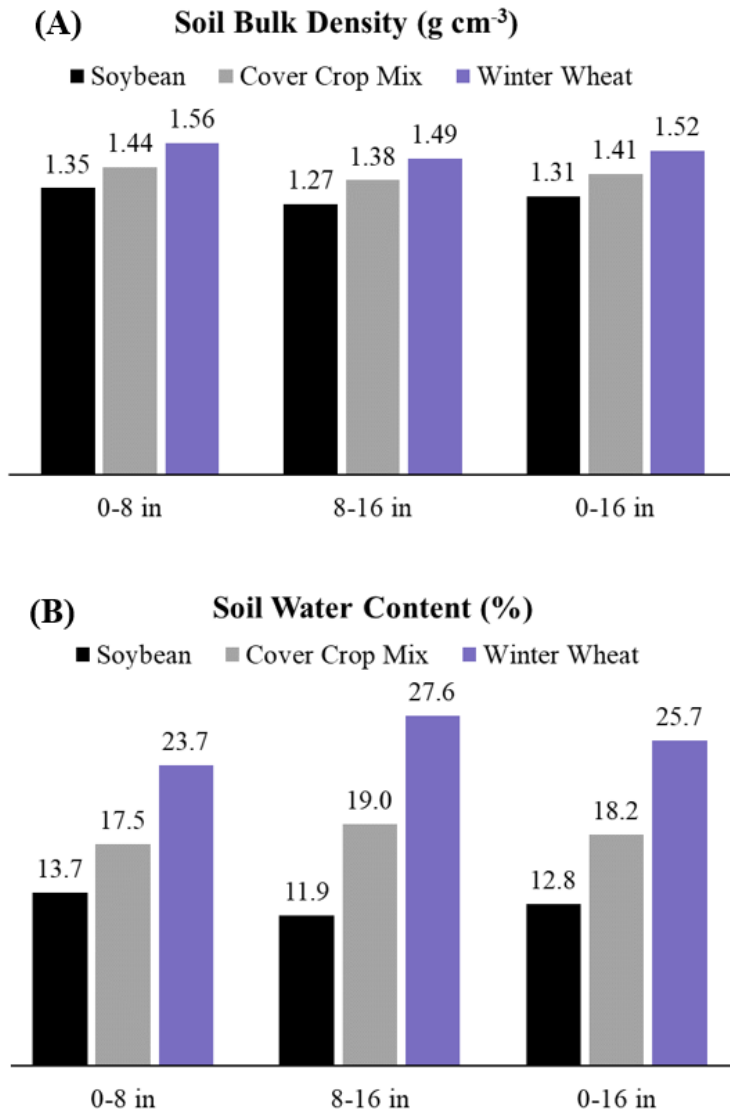 (A) Soil Bulk Density (g cm⁻³)
Soybean Cover Crop Mix Winter Wheat
1.35 1.44 1.56 1.27 1.38 1.49 1.31 1.41 1.52
0-8 in 8-16 in 0-16 in
(B) Soil Water Content (%)
Soybean Cover Crop Mix Winter Wheat
13.7 17.5 23.7 11.9 19.0 27.6 12.8 18.2 25.7
0-8 in 8-16 in 0-16 in